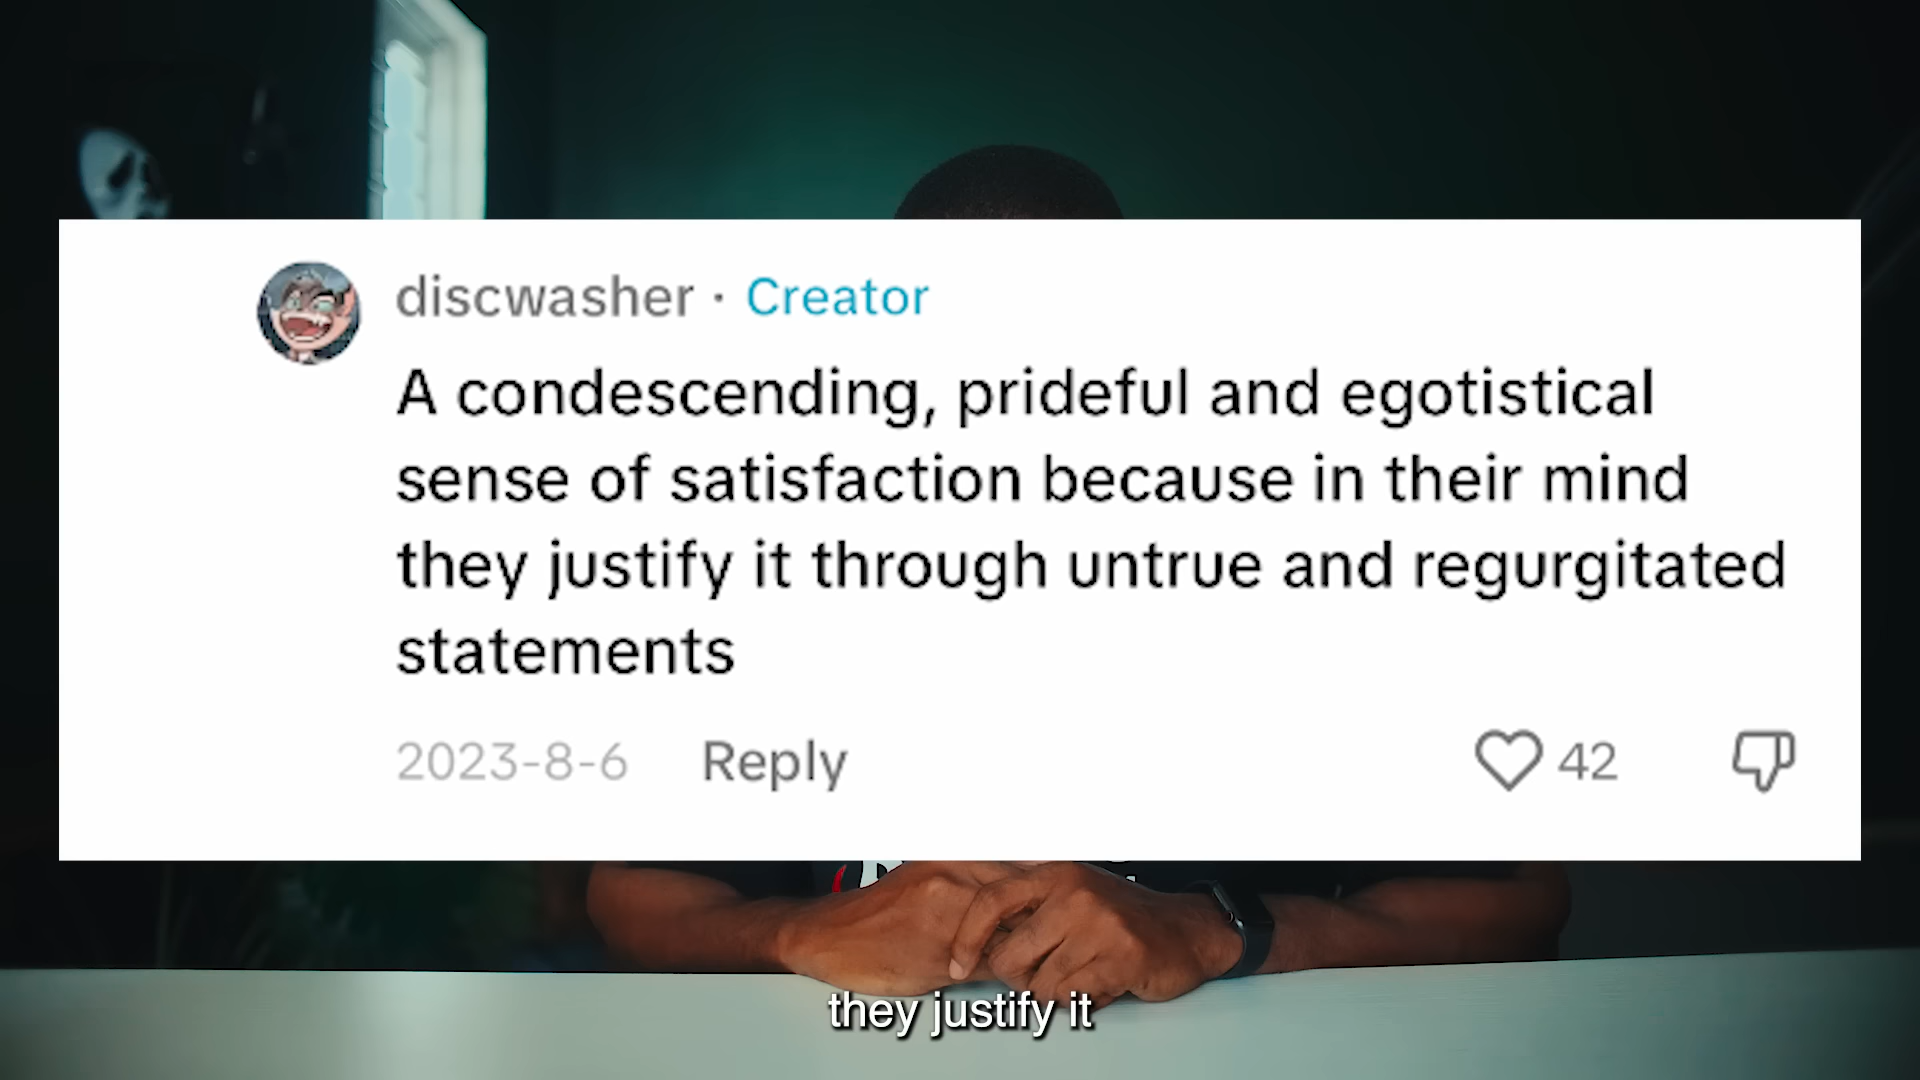 discwasher · Creator
A condescending, prideful and egotistical
sense of satisfaction because in their mind
they justify it through untrue and regurgitated
statements
2023-8-6 Reply 42
they justify it